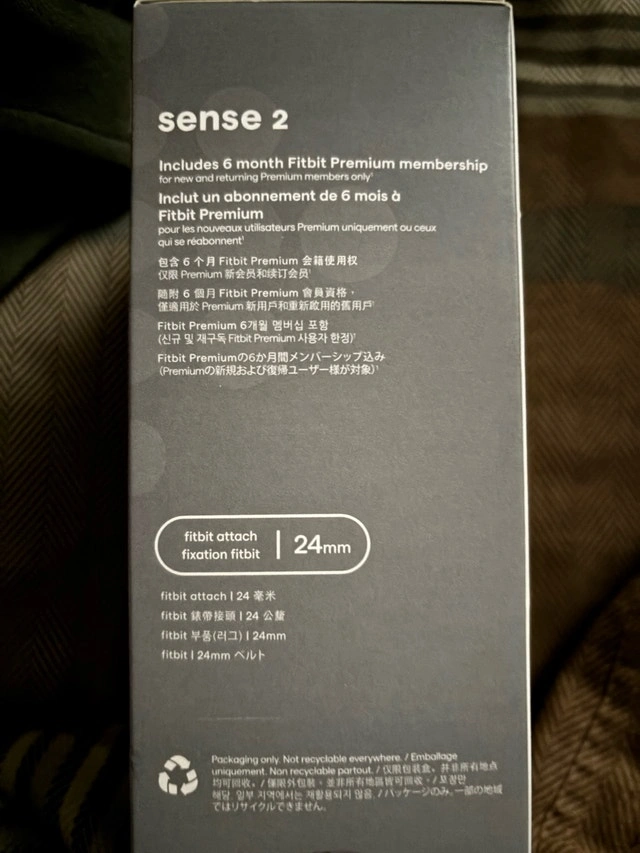 sense 2
Includes 6 month Fitbit Premium membership
for new and returning Premium members only¹
Inclut un abonnement de 6 mois à
Fitbit Premium
pour les nouveaux utilisateurs Premium uniquement ou ceux
qui se réabonnent¹
包含 6 个月 Fitbit Premium 会籍使用权
仅限 Premium 新会员和续订会员¹
隨附 6 個月 Fitbit Premium 會員資格，
僅適用於 Premium 新用戶和重新啟用的舊用戶¹
Fitbit Premium 6개월 멤버십 포함
(신규 및 재구독 Fitbit Premium 사용자 한정)¹
Fitbit Premiumの6か月間メンバーシップ込み
（Premiumの新規および復帰ユーザー様が対象）¹
fitbit attach
fixation fitbit
24mm
fitbit attach | 24 毫米
fitbit 錶帶接頭 | 24 公釐
fitbit 부품(러그) | 24mm
fitbit | 24mm ベルト
Packaging only. Not recyclable everywhere. / Emballage
uniquement. Non recyclable partout. / 仅限包装盒。并非所有地点
均可回收。/ 僅限外包裝。並非所有地區皆可回收。/ 포장만
해당. 일부 지역에서는 재활용되지 않음. / パッケージのみ。一部の地域
ではリサイクルできません。